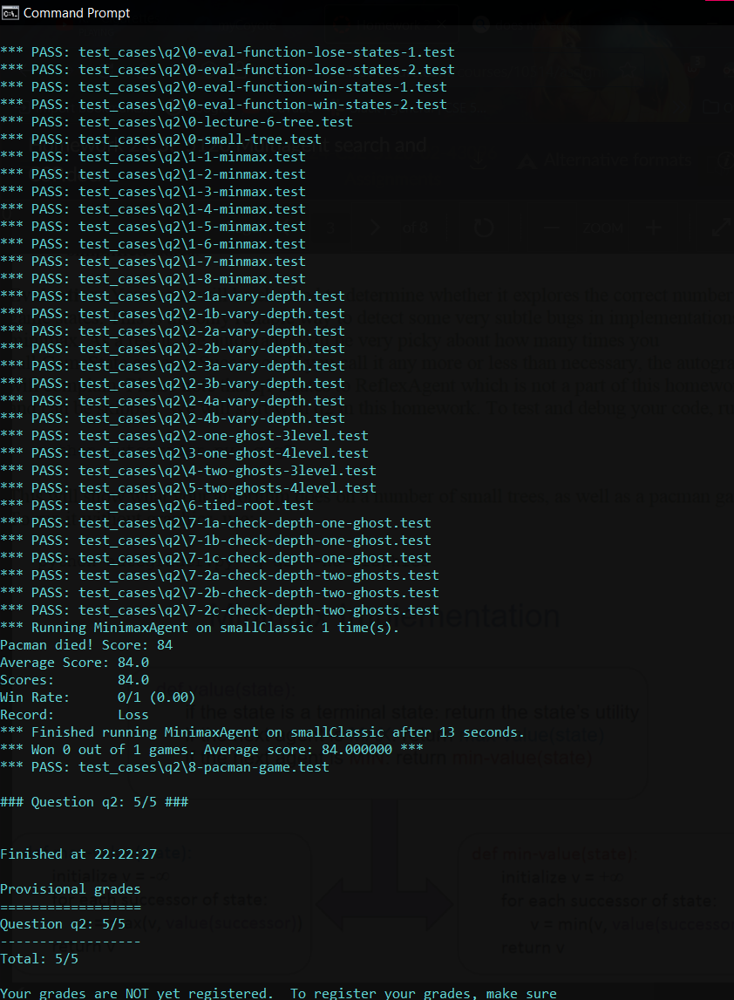 Command Prompt
*** PASS: test_cases\q2\0-eval-function-lose-states-1.test
*** PASS: test_cases\q2\0-eval-function-lose-states-2.test
*** PASS: test_cases\q2\0-eval-function-win-states-1.test
*** PASS: test_cases\q2\0-eval-function-win-states-2.test
*** PASS: test_cases\q2\0-lecture-6-tree.test
*** PASS: test_cases\q2\0-small-tree.test
*** PASS: test_cases\q2\1-1-minmax.test
*** PASS: test_cases\q2\1-2-minmax.test
*** PASS: test_cases\q2\1-3-minmax.test
*** PASS: test_cases\q2\1-4-minmax.test
*** PASS: test_cases\q2\1-5-minmax.test
*** PASS: test_cases\q2\1-6-minmax.test
*** PASS: test_cases\q2\1-7-minmax.test
*** PASS: test_cases\q2\1-8-minmax.test
*** PASS: test_cases\q2\2-1a-vary-depth.test
*** PASS: test_cases\q2\2-1b-vary-depth.test
*** PASS: test_cases\q2\2-2a-vary-depth.test
*** PASS: test_cases\q2\2-2b-vary-depth.test
*** PASS: test_cases\q2\2-3a-vary-depth.test
*** PASS: test_cases\q2\2-3b-vary-depth.test
*** PASS: test_cases\q2\2-4a-vary-depth.test
*** PASS: test_cases\q2\2-4b-vary-depth.test
*** PASS: test_cases\q2\2-one-ghost-3level.test
*** PASS: test_cases\q2\3-one-ghost-4level.test
*** PASS: test_cases\q2\4-two-ghosts-3level.test
*** PASS: test_cases\q2\5-two-ghosts-4level.test
*** PASS: test_cases\q2\6-tied-root.test
*** PASS: test_cases\q2\7-1a-check-depth-one-ghost.test
*** PASS: test_cases\q2\7-1b-check-depth-one-ghost.test
*** PASS: test_cases\q2\7-1c-check-depth-one-ghost.test
*** PASS: test_cases\q2\7-2a-check-depth-two-ghosts.test
*** PASS: test_cases\q2\7-2b-check-depth-two-ghosts.test
*** PASS: test_cases\q2\7-2c-check-depth-two-ghosts.test
*** Running MinimaxAgent on smallClassic 1 time(s).
Pacman died! Score: 84
Average Score: 84.0
Scores:        84.0
Win Rate:      0/1 (0.00)
Record:        Loss
*** Finished running MinimaxAgent on smallClassic after 13 seconds.
*** Won 0 out of 1 games. Average score: 84.000000 ***
*** PASS: test_cases\q2\8-pacman-game.test
### Question q2: 5/5 ###
Finished at 22:22:27
Provisional grades
==================
Question q2: 5/5
------------------
Total: 5/5
Your grades are NOT yet registered.  To register your grades, make sure